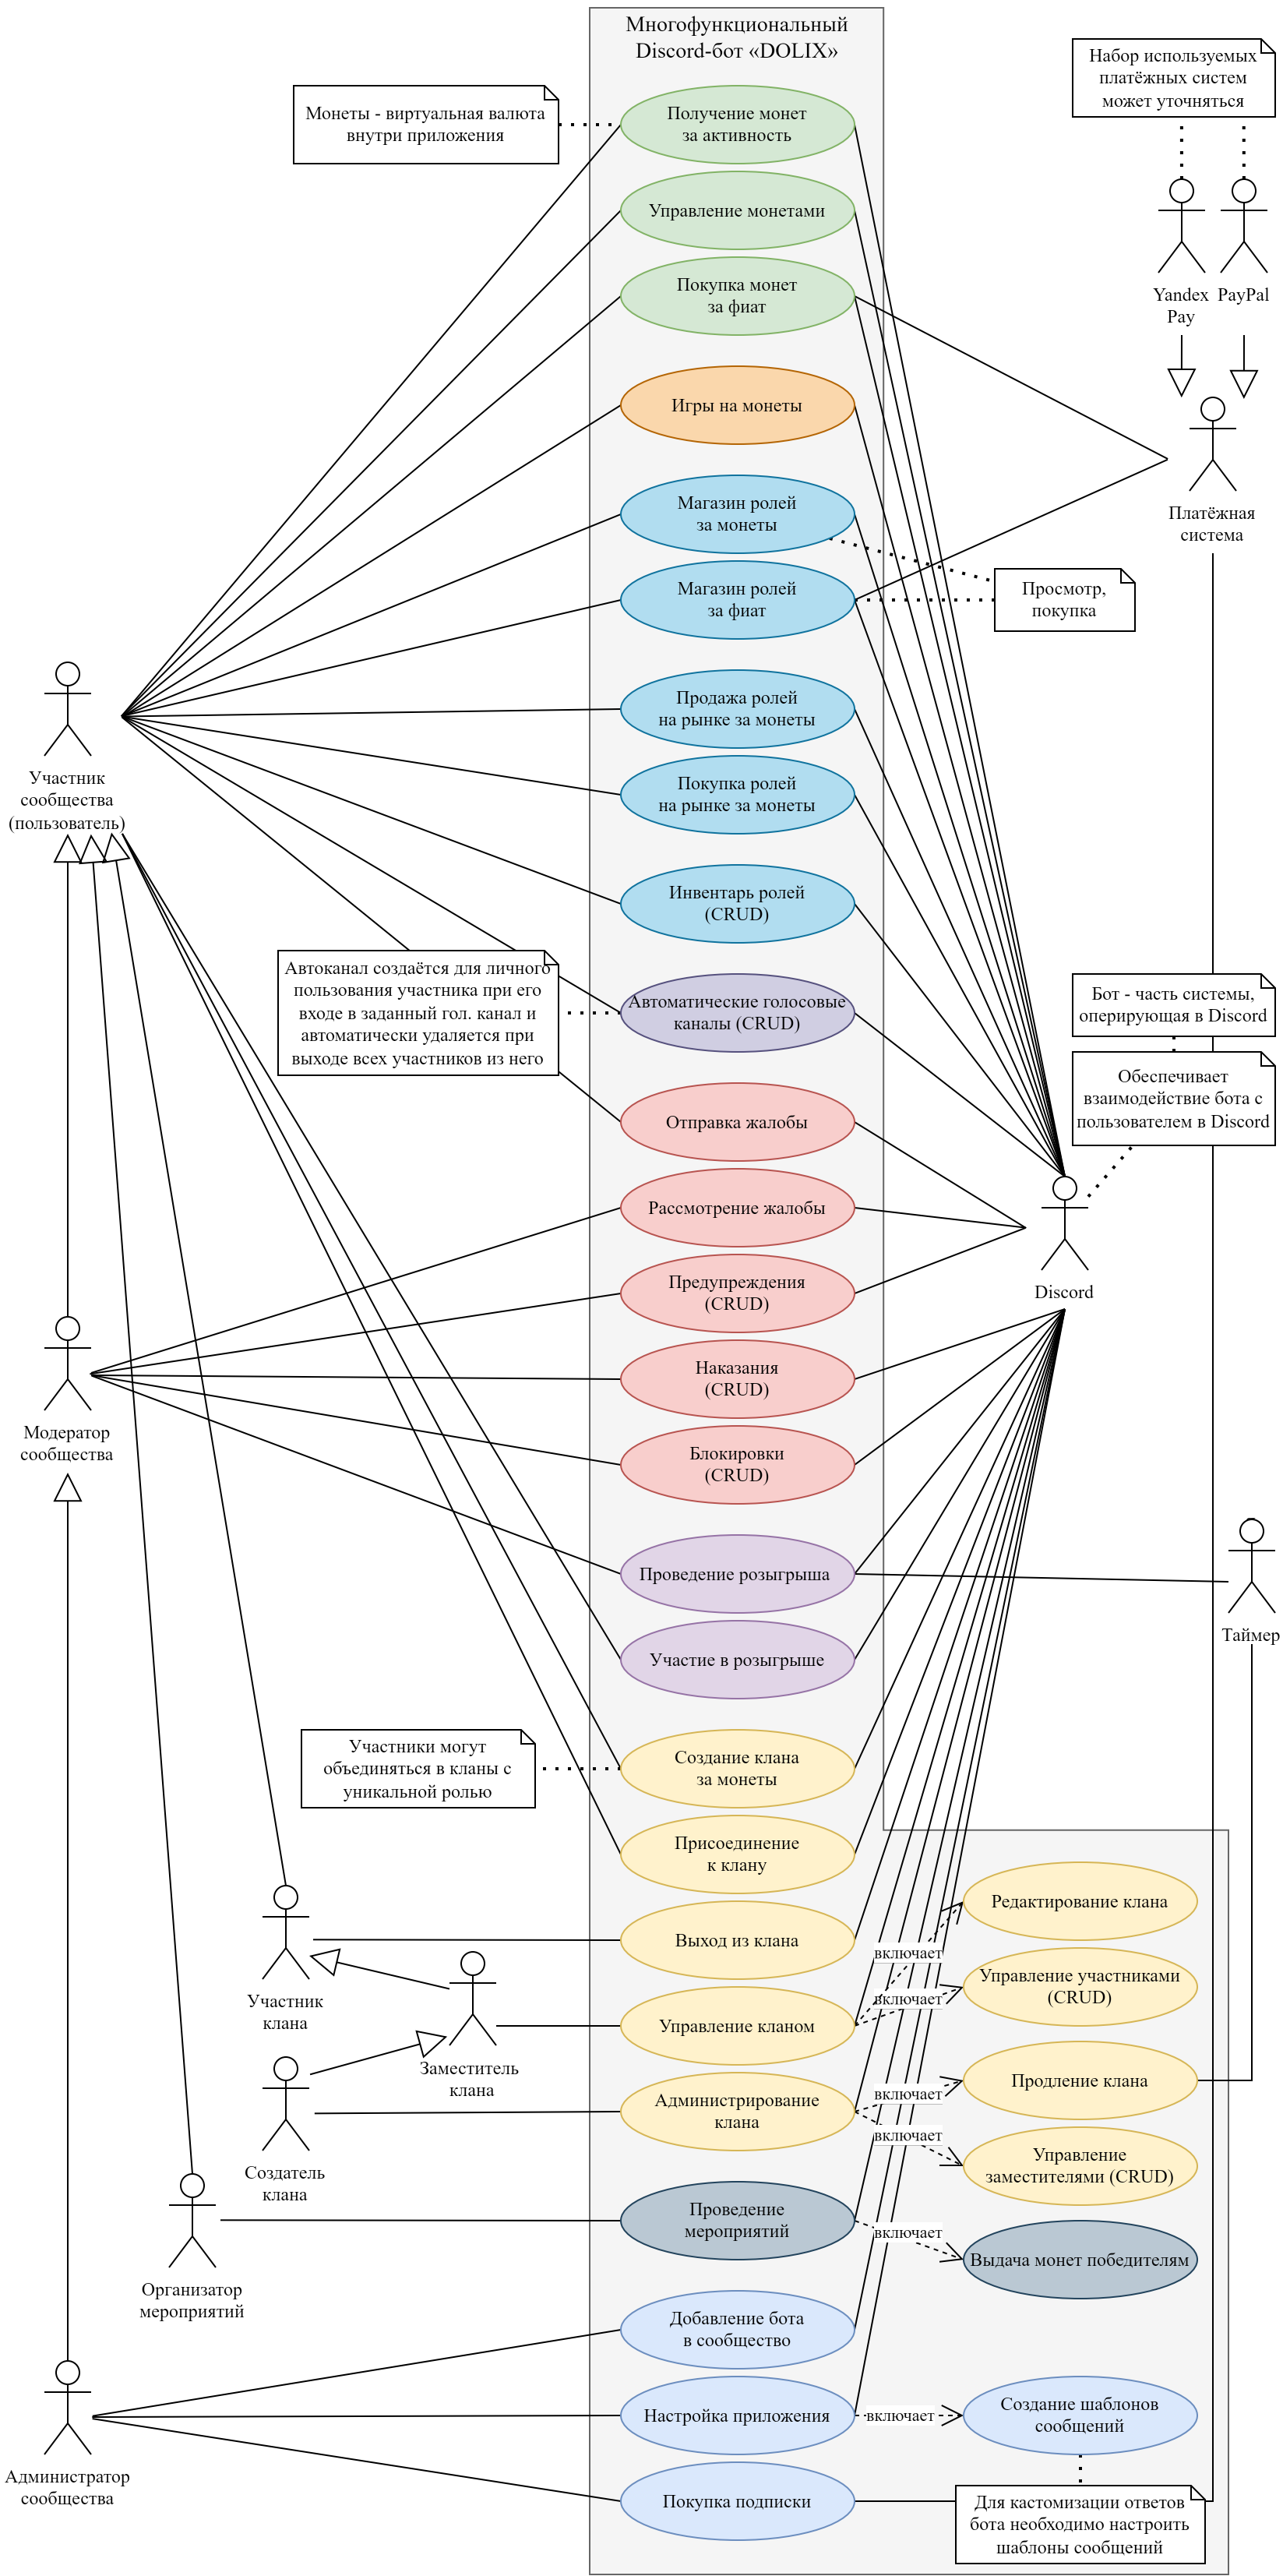 Многофункциональный
Discord-бот «DOLIX»
Набор используемых
платёжных систем
может уточняться
Монеты - виртуальная валюта
внутри приложения
Получение монет
за активность
Управление монетами
Покупка монет
за фиат
Yandex
Pay
PayPal
Игры на монеты
Магазин ролей
за монеты
Платёжная
система
Магазин ролей
за фиат
Просмотр,
покупка
Продажа ролей
на рынке за монеты
Участник
сообщества
(пользователь)
Покупка ролей
на рынке за монеты
Инвентарь ролей
(CRUD)
Автоканал создаётся для личного
пользования участника при его
входе в заданный гол. канал и
автоматически удаляется при
выходе всех участников из него
Автоматические голосовые
каналы (CRUD)
Бот - часть системы,
оперирующая в Discord
Обеспечивает
взаимодействие бота с
пользователем в Discord
Отправка жалобы
Рассмотрение жалобы
Предупреждения
(CRUD)
Discord
Наказания
(CRUD)
Модератор
сообщества
Блокировки
(CRUD)
Проведение розыгрыша
Таймер
Участие в розыгрыше
Участники могут
объединяться в кланы с
уникальной ролью
Создание клана
за монеты
Присоединение
к клану
Редактирование клана
Выход из клана
включает
Управление участниками
(CRUD)
включает
Участник
клана
Управление кланом
Заместитель
клана
Продление клана
включает
Администрирование
клана
включает
Управление
заместителями (CRUD)
Создатель
клана
Проведение
мероприятий
включает
Выдача монет победителям
Организатор
мероприятий
Добавление бота
в сообщество
Настройка приложения
включает
Создание шаблонов
сообщений
Администратор
сообщества
Покупка подписки
Для кастомизации ответов
бота необходимо настроить
шаблоны сообщений